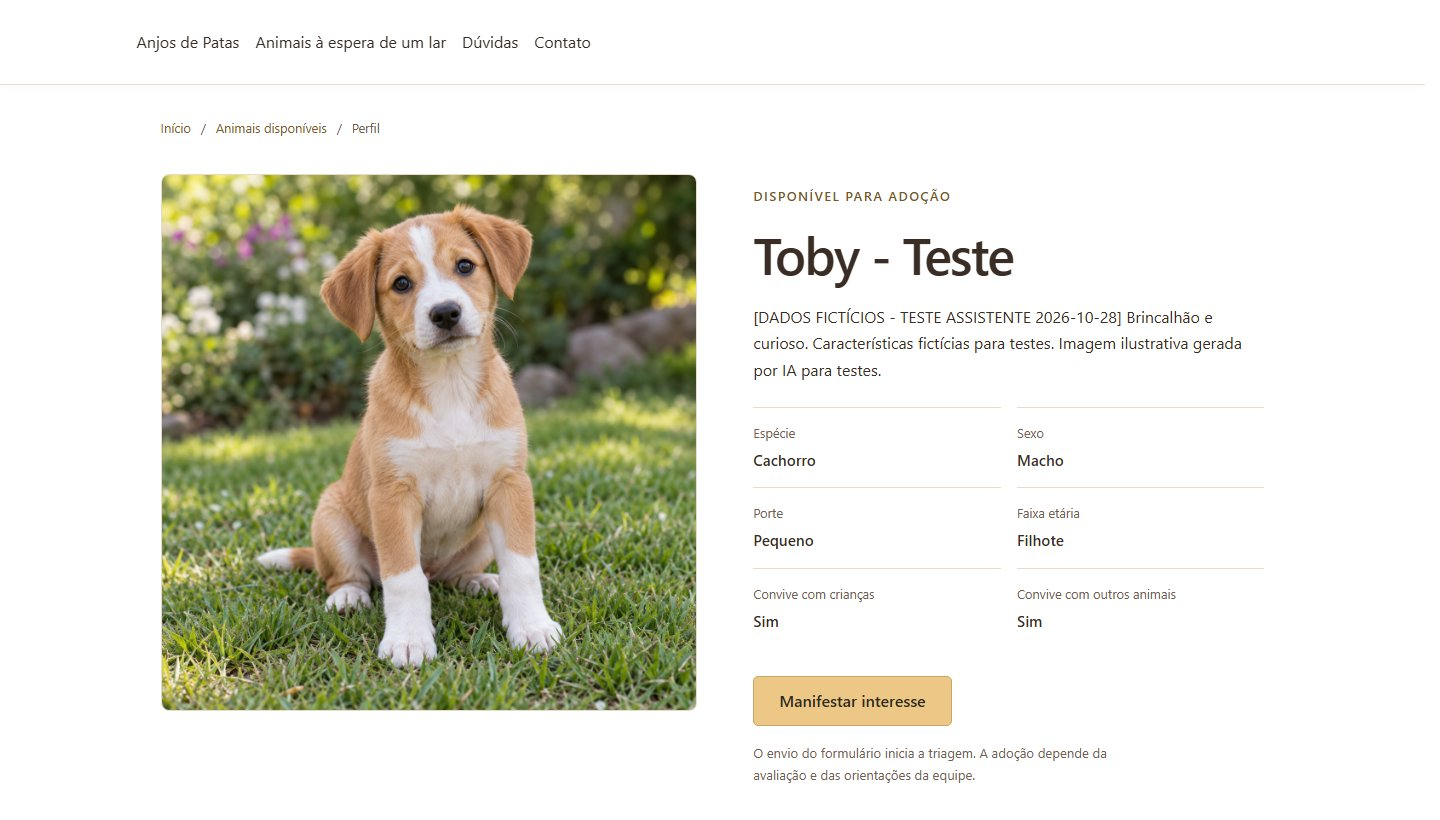 Anjos de Patas Animais à espera de um lar Dúvidas Contato
Início / Animais disponíveis / Perfil
DISPONÍVEL PARA ADOÇÃO
Toby - Teste
[DADOS FICTÍCIOS - TESTE ASSISTENTE 2026-10-28] Brincalhão e
curioso. Características fictícias para testes. Imagem ilustrativa gerada
por IA para testes.
Espécie
Cachorro
Sexo
Macho
Porte
Pequeno
Faixa etária
Filhote
Convive com crianças
Sim
Convive com outros animais
Sim
Manifestar interesse
O envio do formulário inicia a triagem. A adoção depende da
avaliação e das orientações da equipe.